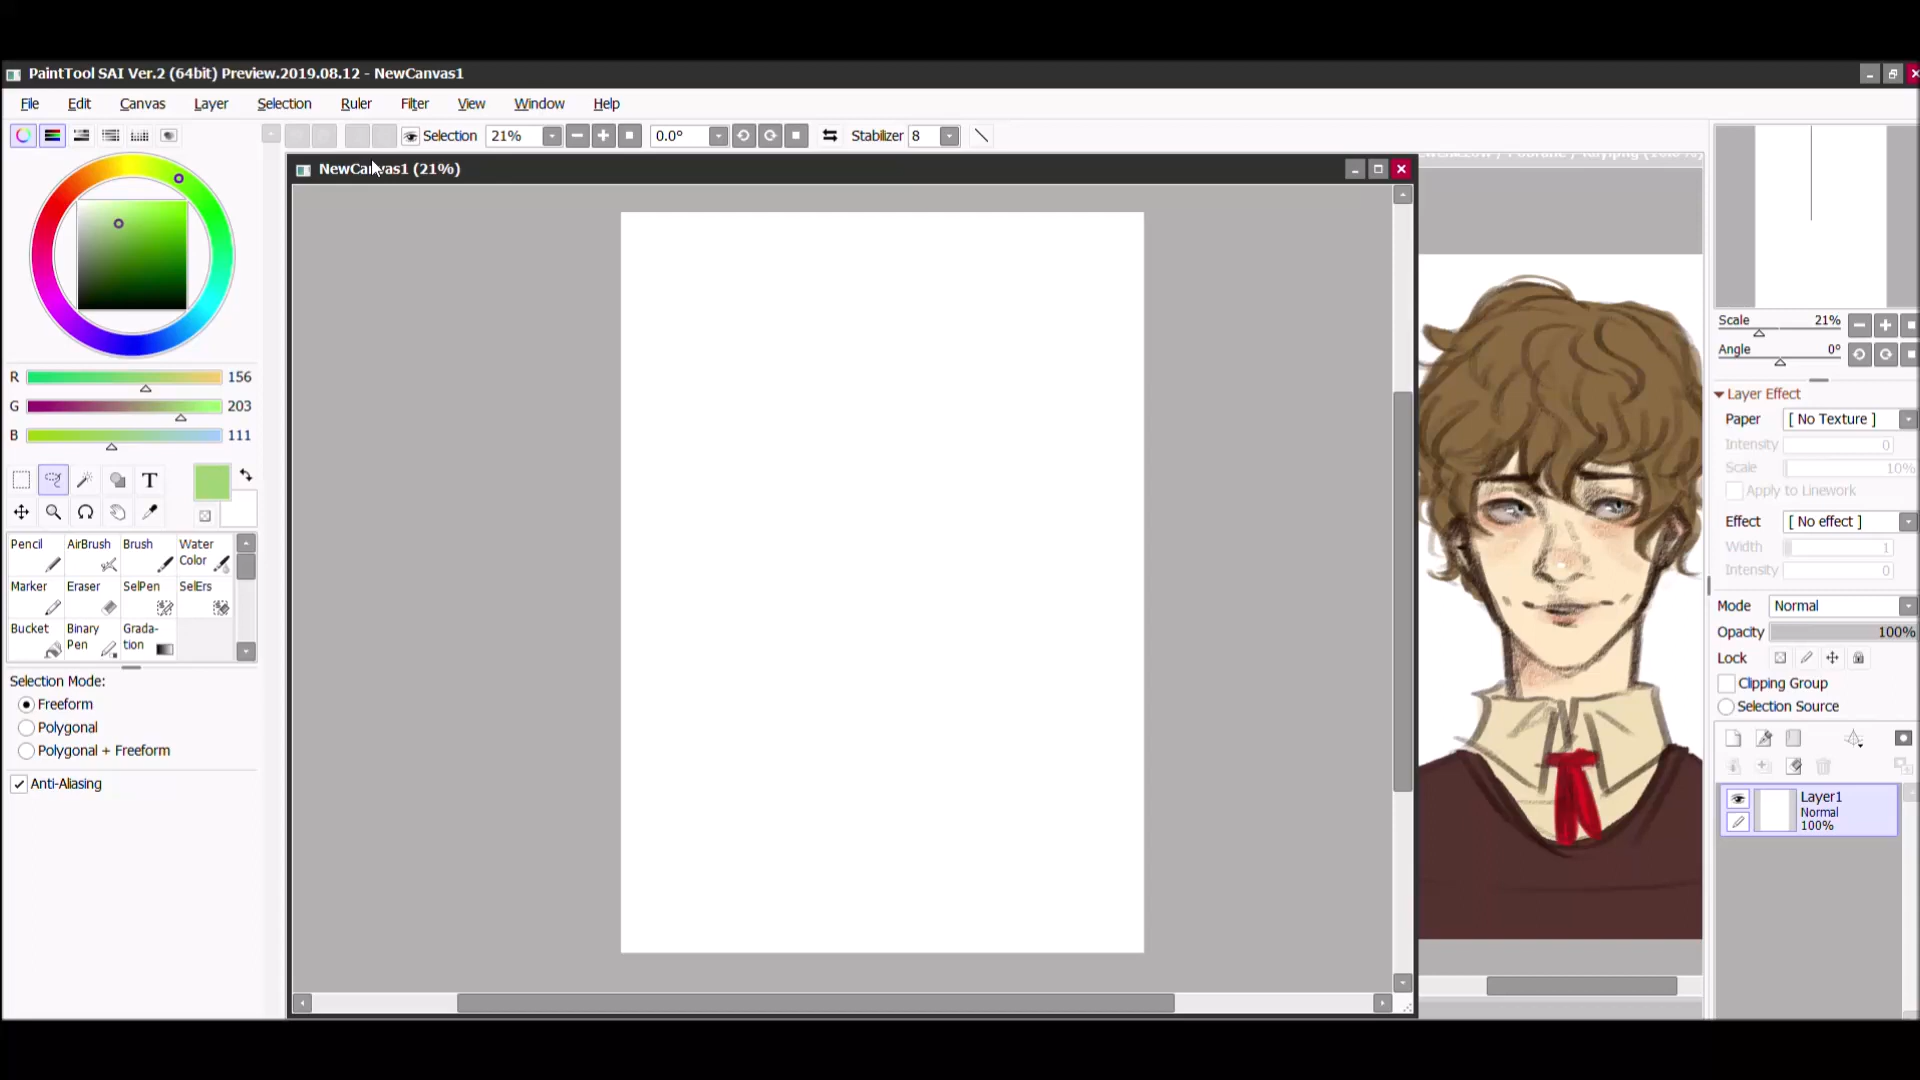 PaintTool SAI Ver.2 (64bit) Preview.2019.08.12 - NewCanvas1
File Edit Canvas Layer Selection Ruler Filter View Window Help
Selection 21% 0.0° Stabilizer 8
NewCanvas1 (21%)
R 156
G 203
B 111
T
Pencil AirBrush Brush Water Color
Marker Eraser SelPen SelErs
Bucket Binary Pen Grada-tion
Selection Mode:
Freeform
Polygonal
Polygonal + Freeform
Anti-Aliasing
Scale 21%
Angle 0°
Layer Effect
Paper [ No Texture ]
Intensity 0
Scale 10%
Apply to Linework
Effect [ No effect ]
Width 1
Intensity 0
Mode Normal
Opacity 100%
Lock
Clipping Group
Selection Source
Layer1
Normal
100%